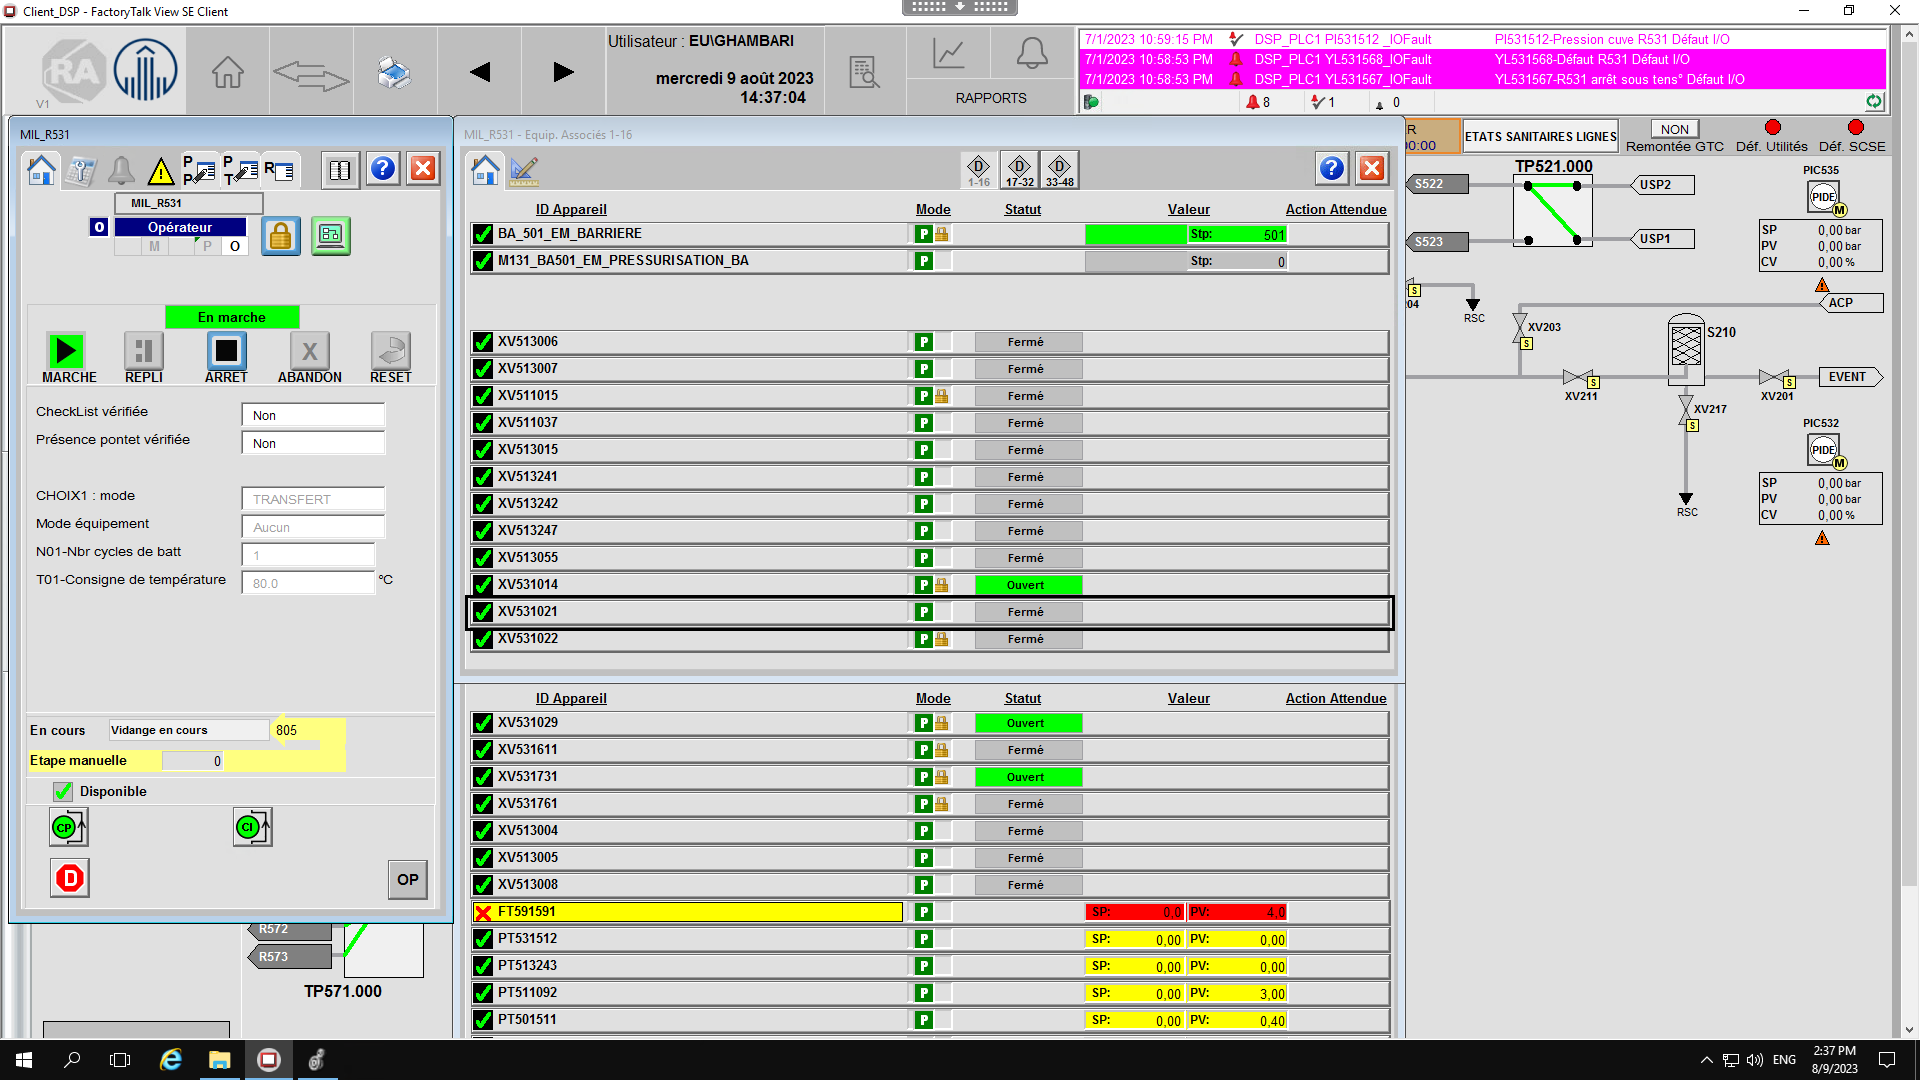 Client_DSP - FactoryTalk View SE Client
RA
V1
Utilisateur : EU\GHAMBARI
mercredi 9 août 2023
14:37:04
RAPPORTS
7/1/2023 10:59:15 PM DSP_PLC1 PI531512 _IOFault PI531512-Pression cuve R531 Défaut I/O
7/1/2023 10:58:53 PM DSP_PLC1 YL531568_IOFault YL531568-Défaut R531 Défaut I/O
7/1/2023 10:58:53 PM DSP_PLC1 YL531567_IOFault YL531567-R531 arrêt sous tens° Défaut I/O
8 1 0
MIL_R531
P P P T R
MIL_R531
O Opérateur
M P O
En marche
X
MARCHE REPLI ARRET ABANDON RESET
CheckList vérifiée Non
Présence pontet vérifiée Non
CHOIX1 : mode TRANSFERT
Mode équipement Aucun
N01-Nbr cycles de batt 1
T01-Consigne de température 80.0 °C
En cours Vidange en cours 805
Etape manuelle 0
Disponible
CP CI
D OP
R572
R573
TP571.000
MIL_R531 - Equip. Associés 1-16
D D D
1-16 17-32 33-48
ID Appareil Mode Statut Valeur Action Attendue
BA_501_EM_BARRIERE P Stp: 501
M131_BA501_EM_PRESSURISATION_BA P Stp: 0
XV513006 P Fermé
XV513007 P Fermé
XV511015 P Fermé
XV511037 P Fermé
XV513015 P Fermé
XV513241 P Fermé
XV513242 P Fermé
XV513247 P Fermé
XV513055 P Fermé
XV531014 P Ouvert
XV531021 P Fermé
XV531022 P Fermé
ID Appareil Mode Statut Valeur Action Attendue
XV531029 P Ouvert
XV531611 P Fermé
XV531731 P Ouvert
XV531761 P Fermé
XV513004 P Fermé
XV513005 P Fermé
XV513008 P Fermé
FT591591 P SP: 0,0 PV: 4,0
PT531512 P SP: 0,00 PV: 0,00
PT513243 P SP: 0,00 PV: 0,00
PT511092 P SP: 0,00 PV: 3,00
PT501511 P SP: 0,00 PV: 0,40
R
00:00
ETATS SANITAIRES LIGNES
NON
Remontée GTC Déf. Utilités Déf. SCSE
TP521.000
S522 USP2
S523 USP1
PIC535
PIDE
M
SP 0,00 bar
PV 0,00 bar
CV 0,00 %
S
04
RSC
ACP
XV203
S
S210
XV211
S
XV201
S
EVENT
XV217
S
RSC
PIC532
PIDE
M
SP 0,00 bar
PV 0,00 bar
CV 0,00 %
ENG
2:37 PM
8/9/2023